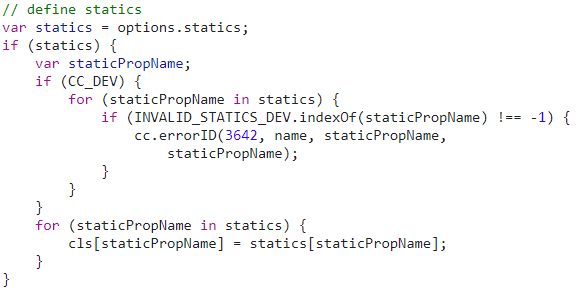 // define statics
var statics = options.statics;
if (statics) {
    var staticPropName;
    if (CC_DEV) {
        for (staticPropName in statics) {
            if (INVALID_STATICS_DEV.indexOf(staticPropName) !== -1) {
                cc.errorID(3642, name, staticPropName,
                    staticPropName);
            }
        }
    }
    for (staticPropName in statics) {
        cls[staticPropName] = statics[staticPropName];
    }
}